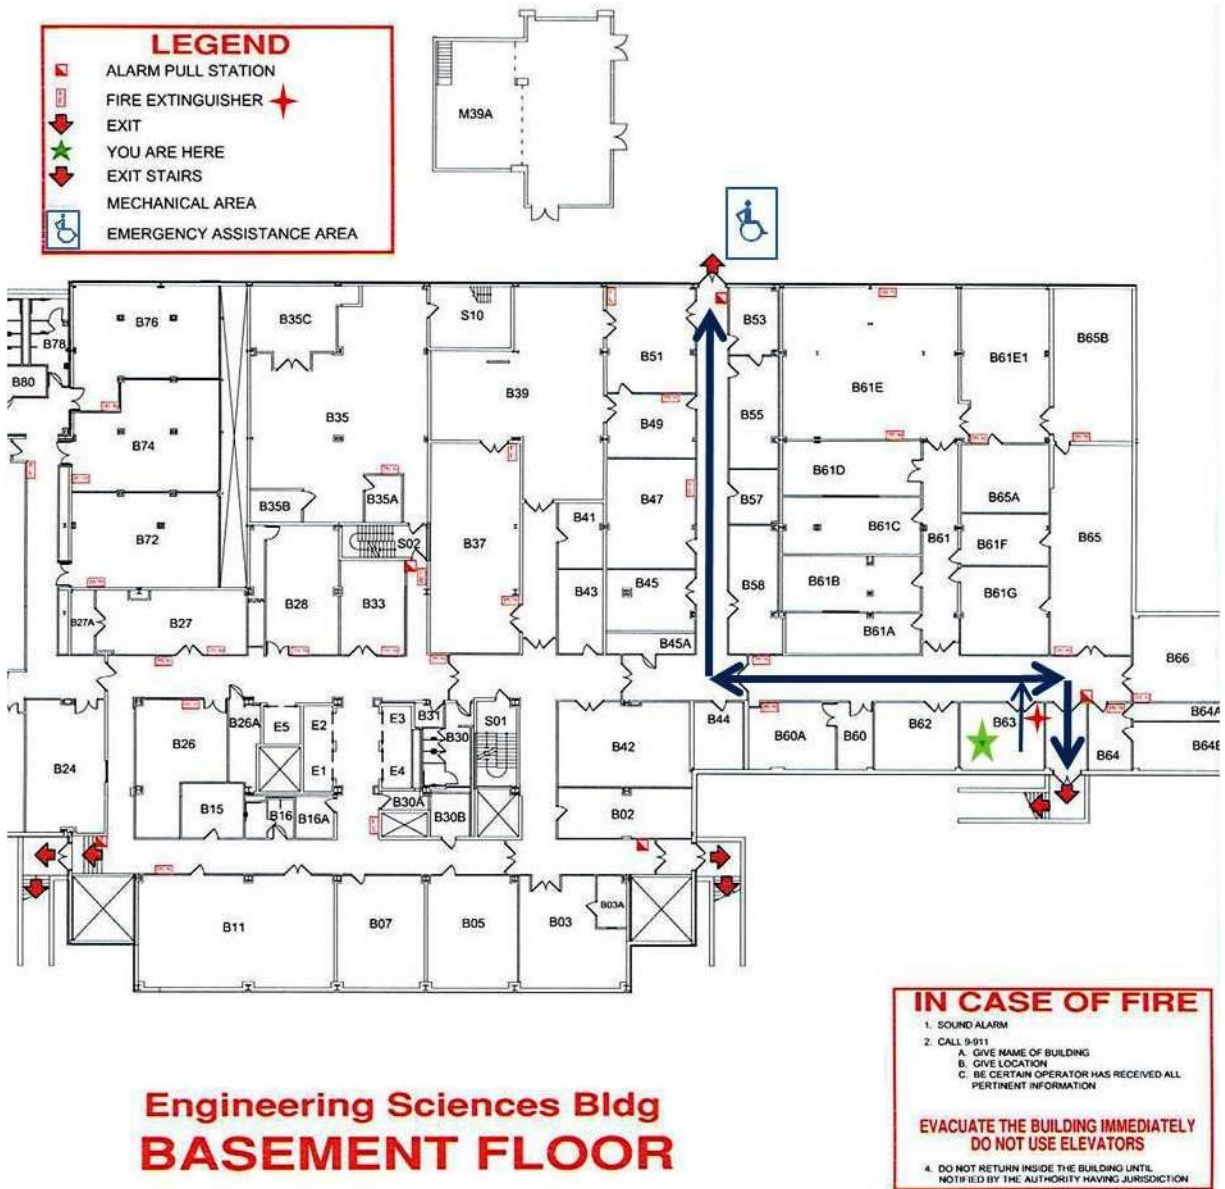 LEGEND
ALARM PULL STATION
FIRE EXTINGUISHER
EXIT
YOU ARE HERE
EXIT STAIRS
MECHANICAL AREA
EMERGENCY ASSISTANCE AREA
M39A
B76
B78
B80
B35C
S10
B51
B53
B61E
B61E1
B65B
B39
B35
B49
B55
B74
B61D
B65A
B35B
B35A
B47
B57
B72
S02
B37
B41
B61C
B61
B61F
B65
B27A
B27
B28
B33
B43
B45
B58
B61B
B61G
B45A
B61A
B66
B24
B26
B26A
E5
E2
E3
B31
B30
S01
B42
B44
B60A
B60
B62
B63
B64
B64A
E1
E4
B15
B16
B16A
B30A
B30B
B02
B11
B07
B05
B03
B03A
IN CASE OF FIRE
1. SOUND ALARM
2. CALL 9-911
A. GIVE NAME OF BUILDING
B. GIVE LOCATION
C. BE CERTAIN OPERATOR HAS RECEIVED ALL
PERTINENT INFORMATION
EVACUATE THE BUILDING IMMEDIATELY
DO NOT USE ELEVATORS
4. DO NOT RETURN INSIDE THE BUILDING UNTIL
NOTIFIED BY THE AUTHORITY HAVING JURISDICTION
Engineering Sciences Bldg
BASEMENT FLOOR